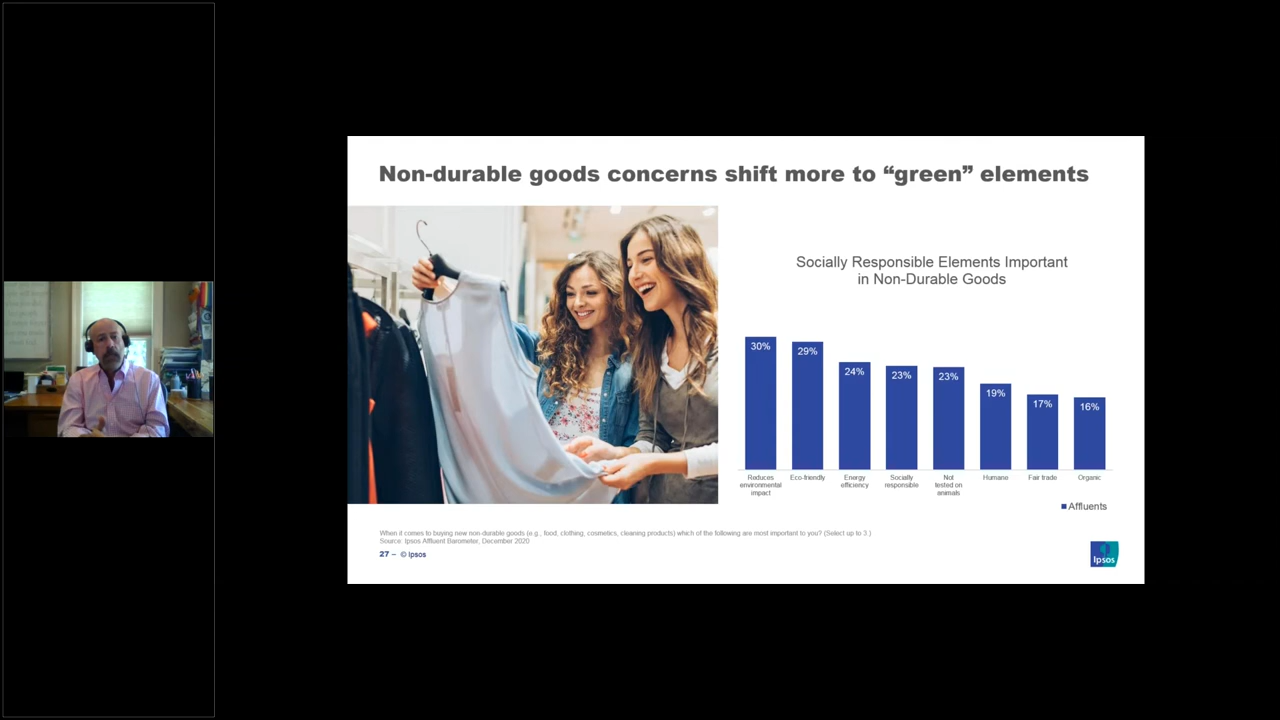 Non-durable goods concerns shift more to “green” elements
Socially Responsible Elements Important
in Non-Durable Goods
30%
29%
24%
23%
23%
19%
17%
16%
Reduces
environmental
impact
Eco-friendly
Energy
efficiency
Socially
responsible
Not
tested on
animals
Humane
Fair trade
Organic
Affluents
When it comes to buying new non-durable goods (e.g., food, clothing, cosmetics, cleaning products) which of the following are most important to you? (Select up to 3.)
Source: Ipsos Affluent Barometer, December 2020
27 – © Ipsos
Ipsos